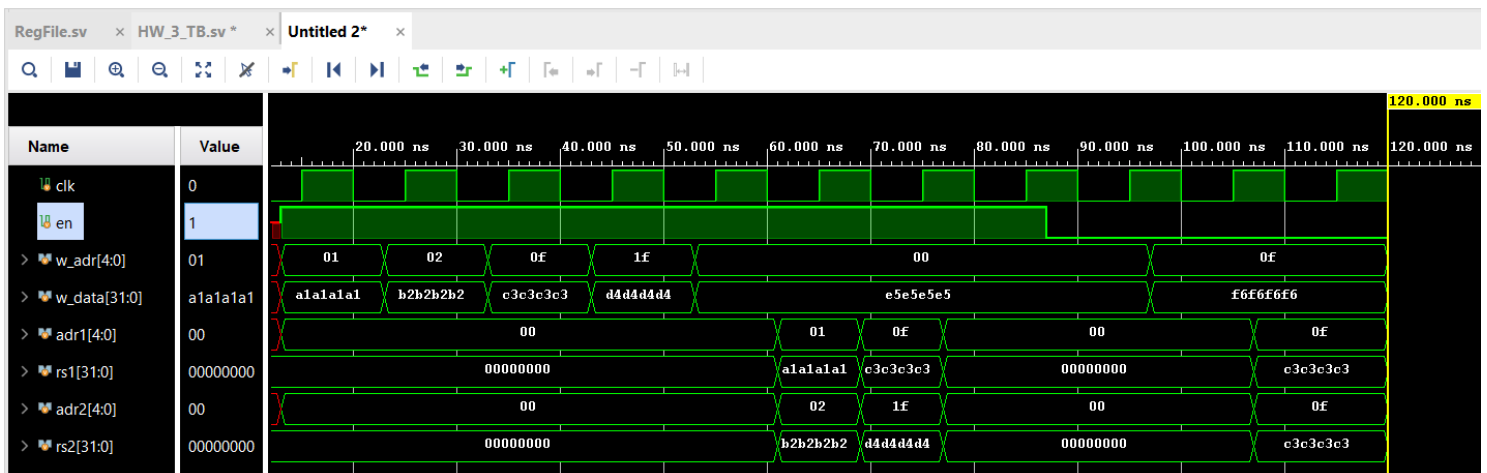 RegFile.sv × HW_3_TB.sv * × Untitled 2* ×
120.000 ns
Name Value 20.000 ns 30.000 ns 40.000 ns 50.000 ns 60.000 ns 70.000 ns 80.000 ns 90.000 ns 100.000 ns 110.000 ns 120.000 ns
clk 0
en 1
w_adr[4:0] 01 01 02 0f 1f 00 0f
w_data[31:0] a1a1a1a1 a1a1a1a1 b2b2b2b2 c3c3c3c3 d4d4d4d4 e5e5e5e5 f6f6f6f6
adr1[4:0] 00 00 01 0f 00 0f
rs1[31:0] 00000000 00000000 a1a1a1a1 c3c3c3c3 00000000 c3c3c3c3
adr2[4:0] 00 00 02 1f 00 0f
rs2[31:0] 00000000 00000000 b2b2b2b2 d4d4d4d4 00000000 c3c3c3c3